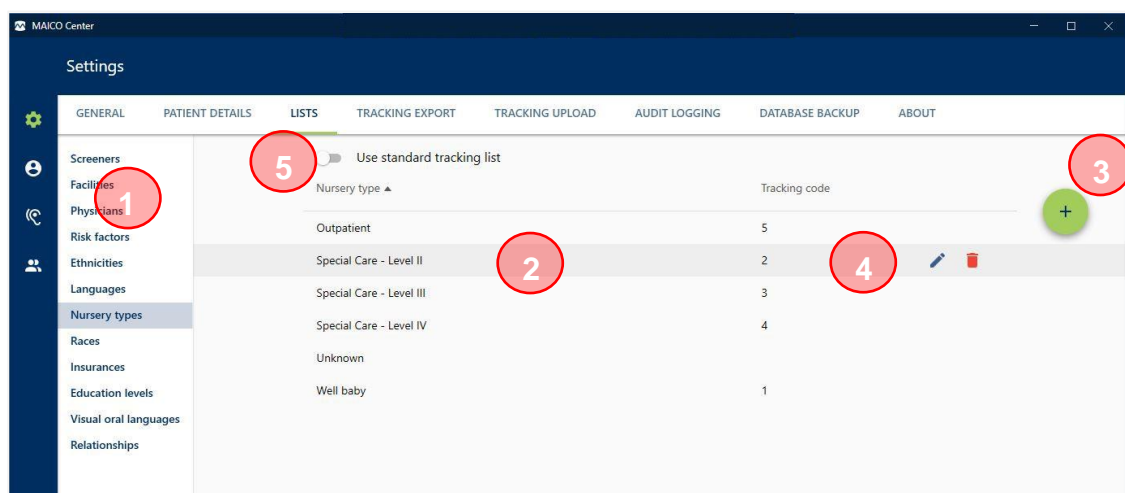 MAICO Center
Settings
GENERAL PATIENT DETAILS LISTS TRACKING EXPORT TRACKING UPLOAD AUDIT LOGGING DATABASE BACKUP ABOUT
Screeners
Facilities
Physicians
Risk factors
Ethnicities
Languages
Nursery types
Races
Insurances
Education levels
Visual oral languages
Relationships
1
5
Use standard tracking list
Nursery type Tracking code
Outpatient 5
Special Care - Level II 2
Special Care - Level III 3
Special Care - Level IV 4
Unknown
Well baby 1
2
4
3
+